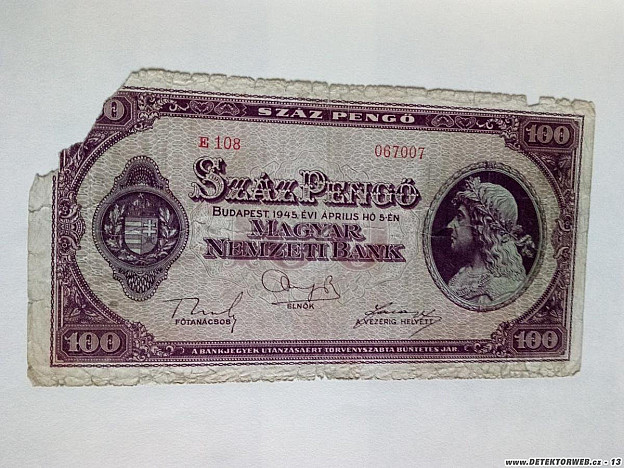 0 SZÁZ PENGŐ 100
E 108 067007
SZÁZ PENGŐ
BUDAPEST, 1945. ÉVI ÁPRILIS HÓ 5-ÉN
MAGYAR
NEMZETI BANK
FŐTANÁCSOS ELNÖK A VEZÉRIG. HELYETT
100 A BANKJEGYEK UTÁNZÁSÁÉRT TÖRVÉNYSZABTA BÜNTETÉS JÁR. 100
www.DETEKTORWEB.cz - 13